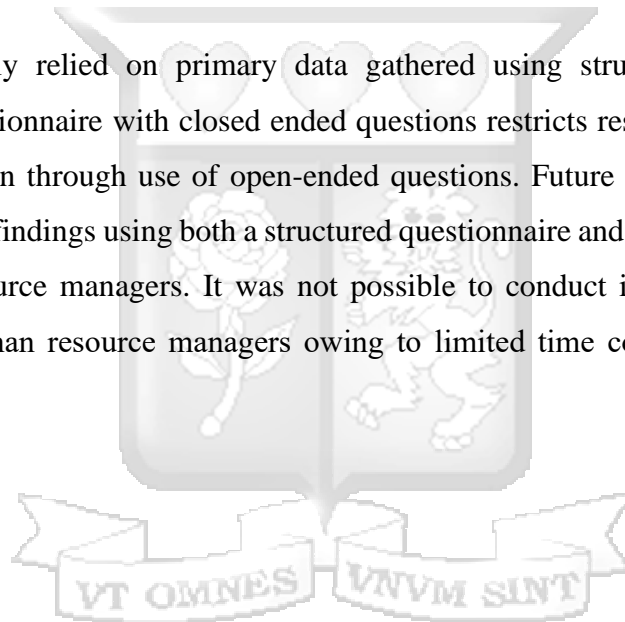 ly relied on primary data gathered using stru
ionnaire with closed ended questions restricts res
n through use of open-ended questions. Future
findings using both a structured questionnaire and
urce managers. It was not possible to conduct i
nan resource managers owing to limited time co
VT OMNES VNVM SINT